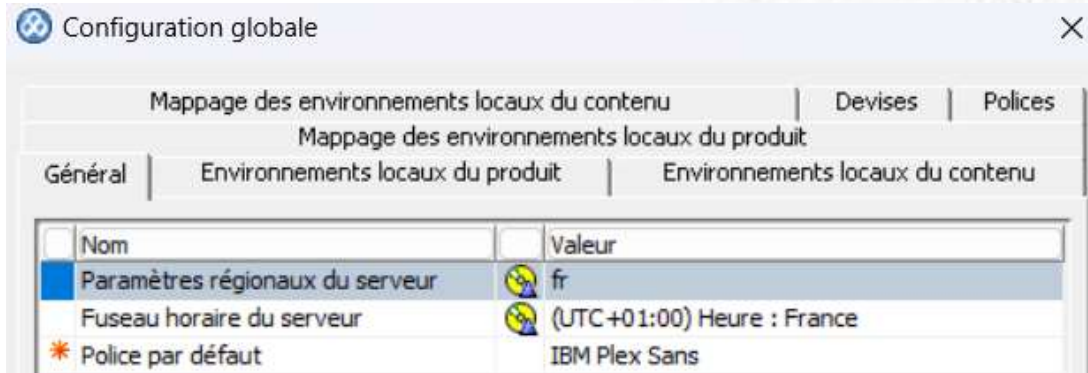 Configuration globale
Mappage des environnements locaux du contenu Devises Polices
Mappage des environnements locaux du produit
Général Environnements locaux du produit Environnements locaux du contenu
Nom Valeur
Paramètres régionaux du serveur fr
Fuseau horaire du serveur (UTC+01:00) Heure : France
* Police par défaut IBM Plex Sans